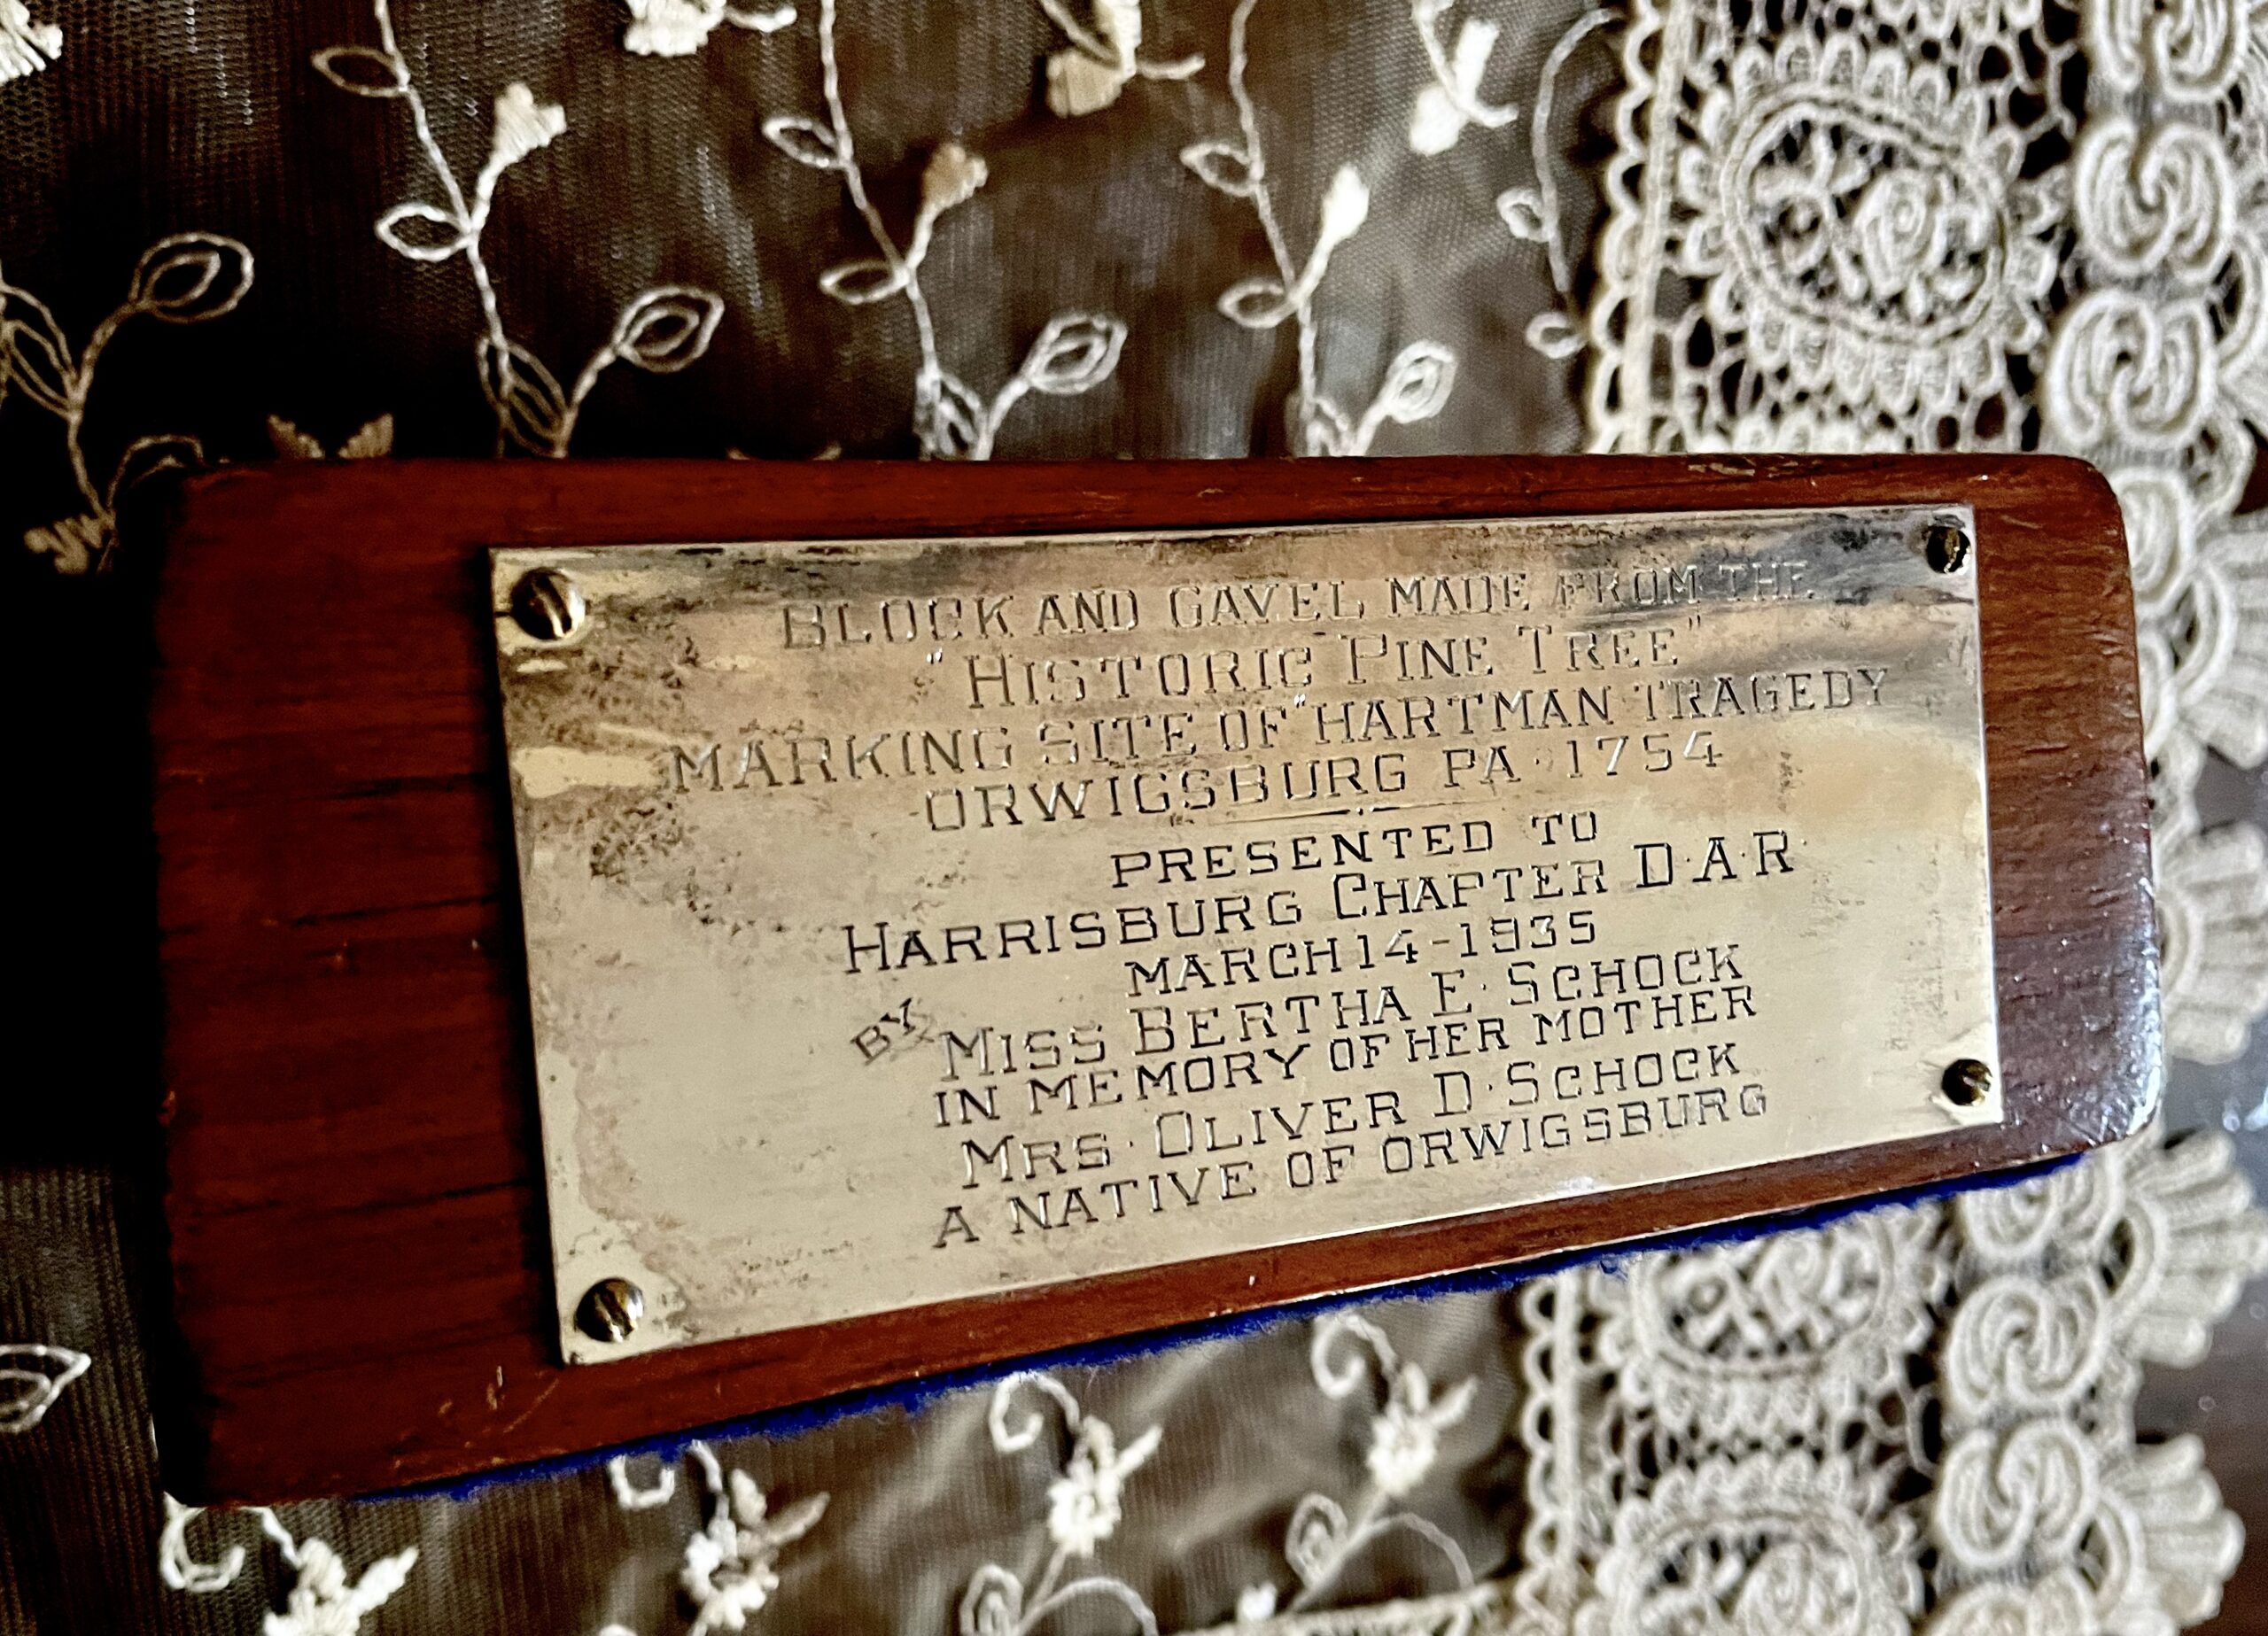 BLOCK AND GAVEL MADE FROM THE
"HISTORIC PINE TREE"
MARKING SITE OF "HARTMAN TRAGEDY
ORWIGSBURG PA · 1754
PRESENTED TO
HARRISBURG CHAPTER D·A·R·
MARCH 14 - 1935
BY MISS BERTHA E· SCHOCK
IN MEMORY OF HER MOTHER
MRS· OLIVER D· SCHOCK
A NATIVE OF ORWIGSBURG